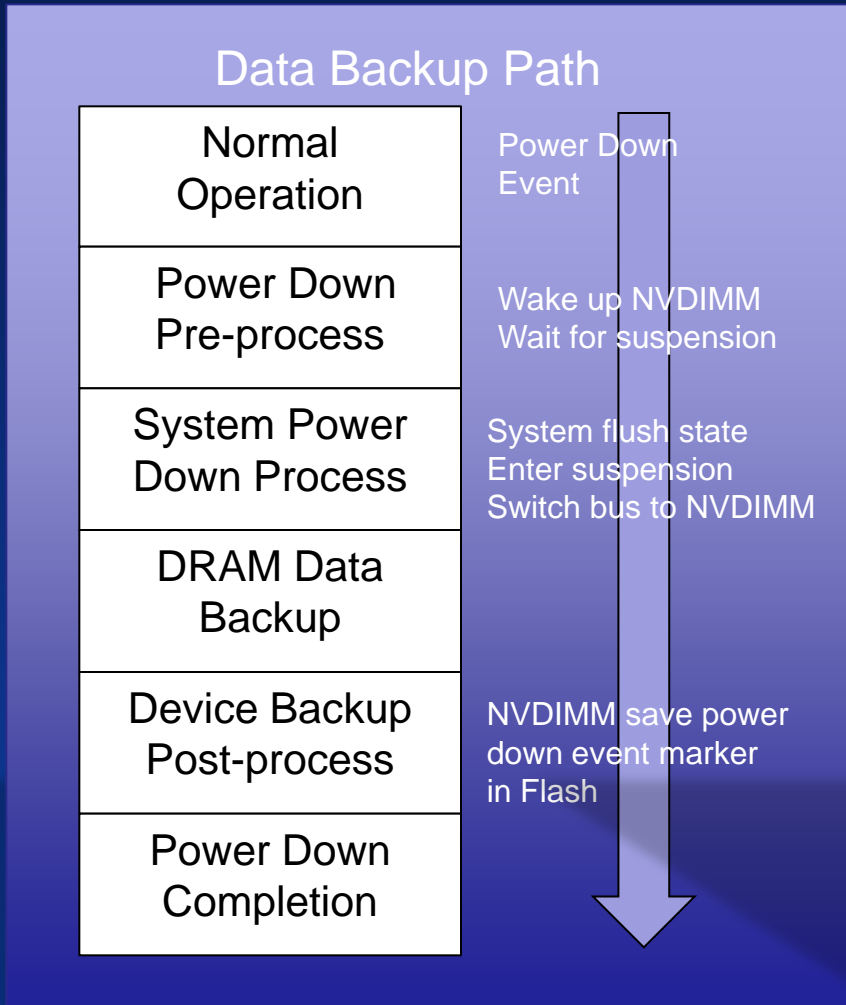 Data Backup Path
Normal
Operation
Power Down
Event
Power Down
Pre-process
Wake up NVDIMM
Wait for suspension
System Power
Down Process
System flush state
Enter suspension
Switch bus to NVDIMM
DRAM Data
Backup
Device Backup
Post-process
NVDIMM save power
down event marker
in Flash
Power Down
Completion